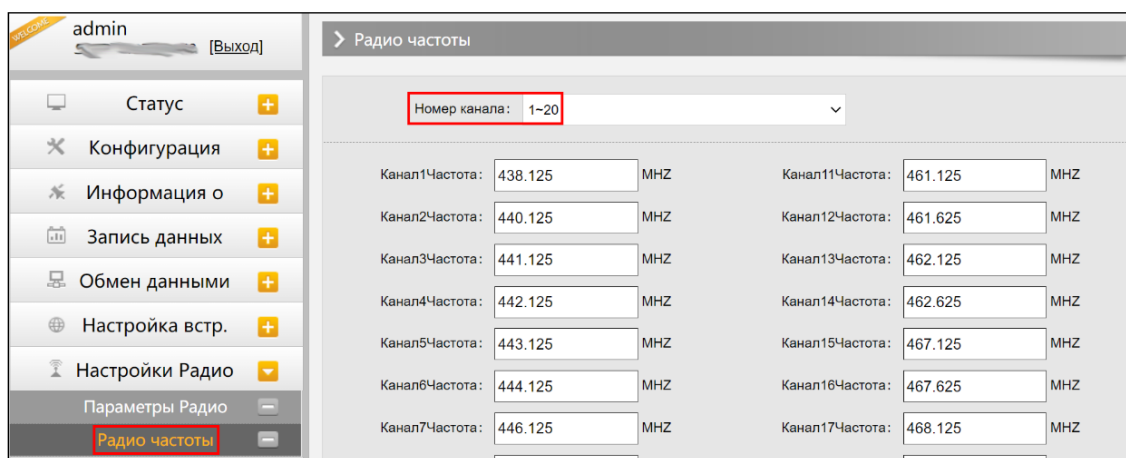 WELCOME
admin
[Выход]
Статус
Конфигурация
Информация о
Запись данных
Обмен данными
Настройка встр.
Настройки Радио
Параметры Радио
Радио частоты
Радио частоты
Номер канала: 1~20
Канал1Частота: 438.125 MHZ Канал11Частота: 461.125 MHZ
Канал2Частота: 440.125 MHZ Канал12Частота: 461.625 MHZ
Канал3Частота: 441.125 MHZ Канал13Частота: 462.125 MHZ
Канал4Частота: 442.125 MHZ Канал14Частота: 462.625 MHZ
Канал5Частота: 443.125 MHZ Канал15Частота: 467.125 MHZ
Канал6Частота: 444.125 MHZ Канал16Частота: 467.625 MHZ
Канал7Частота: 446.125 MHZ Канал17Частота: 468.125 MHZ